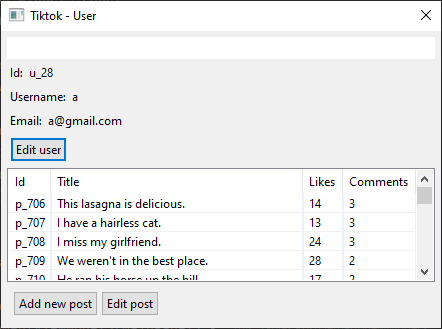 Tiktok - User
Id: u_28
Username: a
Email: a@gmail.com
Edit user
Id Title Likes Comments
p_706 This lasagna is delicious. 14 3
p_707 I have a hairless cat. 13 3
p_708 I miss my girlfriend. 24 3
p_709 We weren't in the best place. 28 2
p_710 He ran his horse up the hill. 17 2
Add new post Edit post